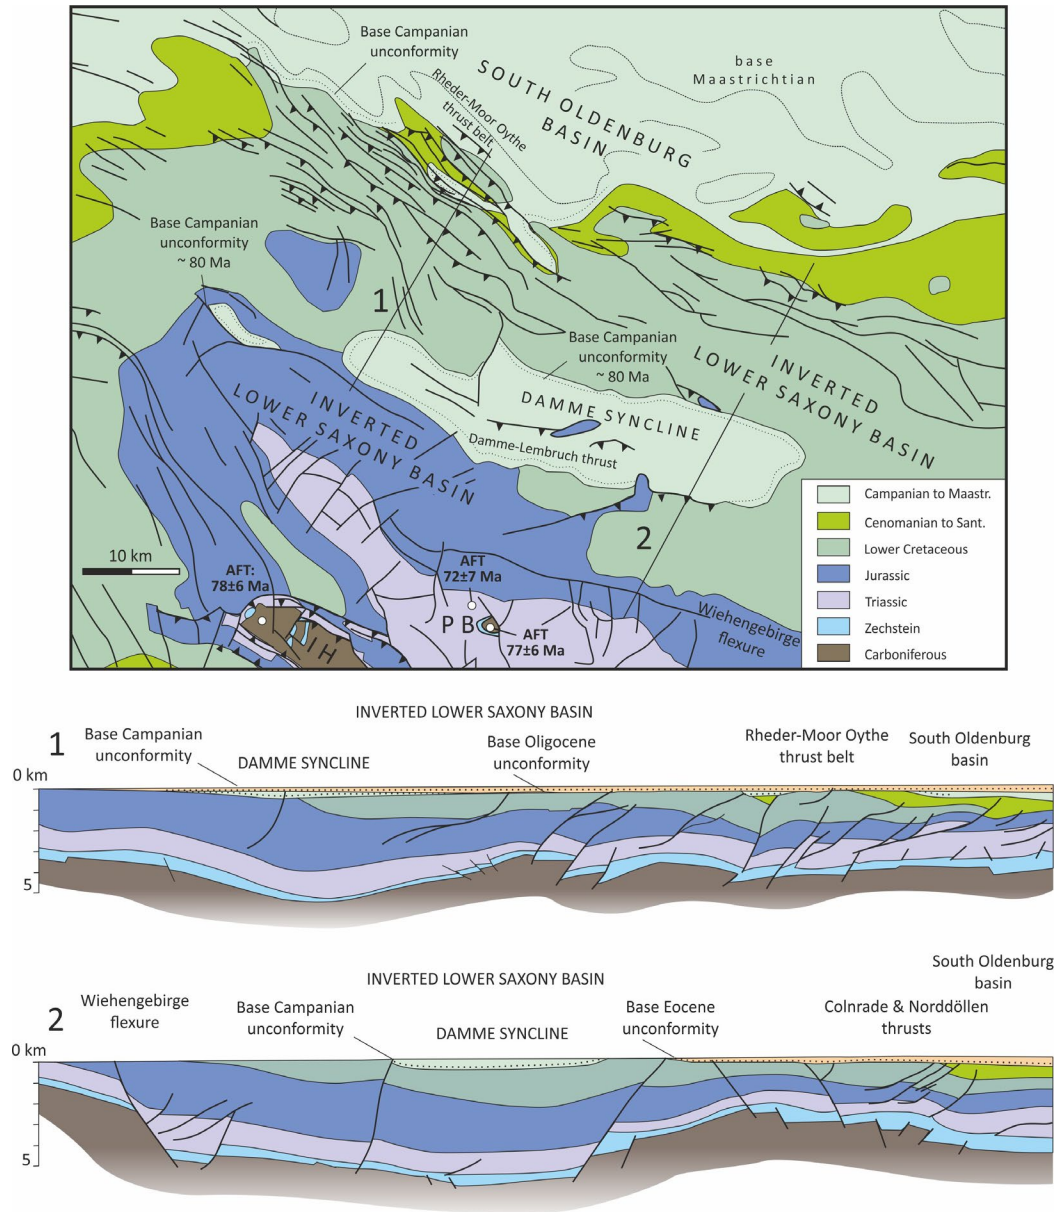 Base Campanian
unconformity
SOUTH OLDENBURG
BASIN
base
Maastrichtian
Rheder-Moor Oythe
thrust belt
Base Campanian
unconformity
~ 80 Ma
1
Base Campanian
unconformity
~ 80 Ma
INVERTED
LOWER SAXONY BASIN
INVERTED
LOWER SAXONY BASIN
DAMME SYNCLINE
Damme-Lembruch thrust
2
10 km
AFT:
78±6 Ma
AFT
72±7 Ma
P B
AFT
77±6 Ma
IH
Wiehengebirge
flexure
Campanian to Maastr.
Cenomanian to Sant.
Lower Cretaceous
Jurassic
Triassic
Zechstein
Carboniferous
INVERTED LOWER SAXONY BASIN
1
Base Campanian
unconformity
DAMME SYNCLINE
Base Oligocene
unconformity
Rheder-Moor Oythe
thrust belt
South Oldenburg
basin
0 km
5
INVERTED LOWER SAXONY BASIN
South Oldenburg
basin
2
Wiehengebirge
flexure
Base Campanian
unconformity
DAMME SYNCLINE
Base Eocene
unconformity
Colnrade & Norddöllen
thrusts
0 km
5